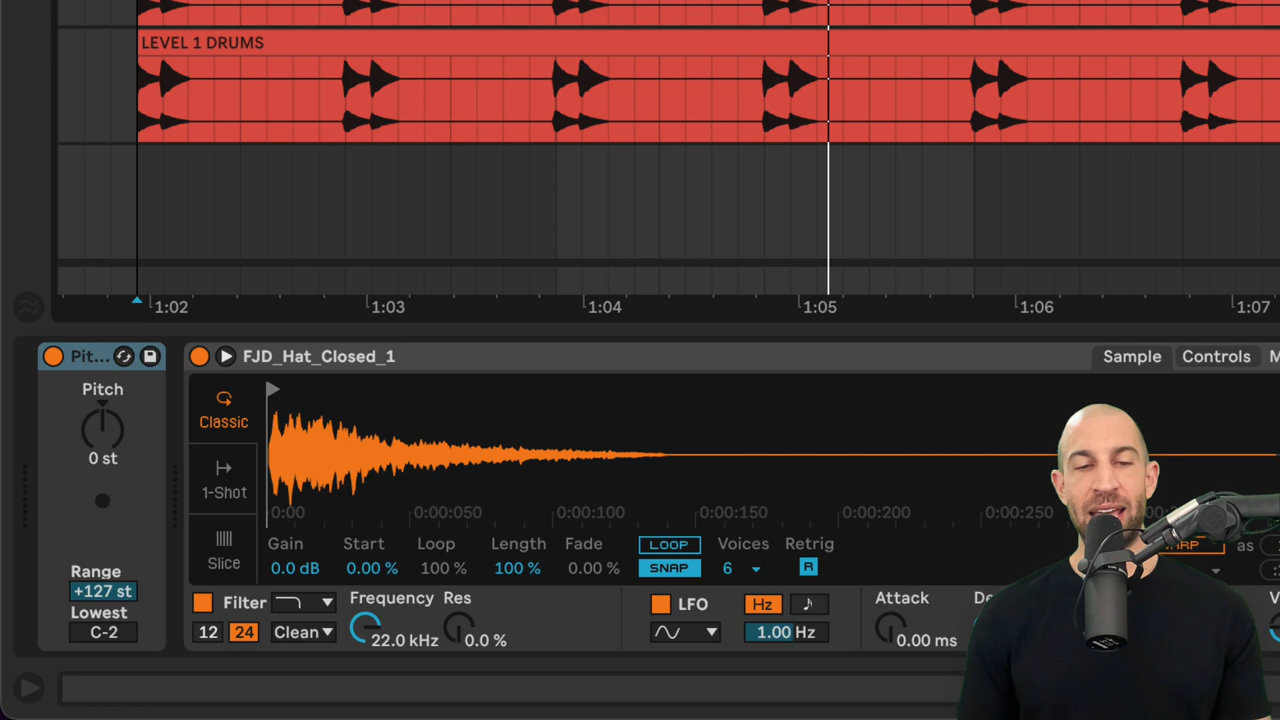 LEVEL 1 DRUMS
1:02 1:03 1:04 1:05 1:06 1:07
Pit... FJD_Hat_Closed_1 Sample Controls M
Pitch
0 st
Range
+127 st
Lowest
C-2
Classic
1-Shot
Slice
0:00 0:00:050 0:00:100 0:00:150 0:00:200 0:00:250
Gain Start Loop Length Fade LOOP Voices Retrig as
0.0 dB 0.00 % 100 % 100 % 0.00 % SNAP 6 R
Filter Frequency Res LFO Hz Attack
12 24 Clean 22.0 kHz 0.0 % 1.00 Hz 0.00 ms